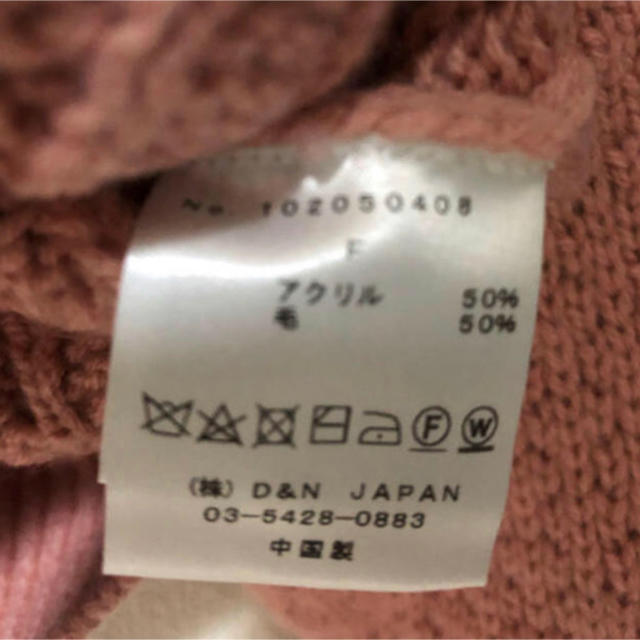 No. 102050408
F
アクリル 50%
毛 50%
F W
(株) D&N JAPAN
03-5428-0883
中国製